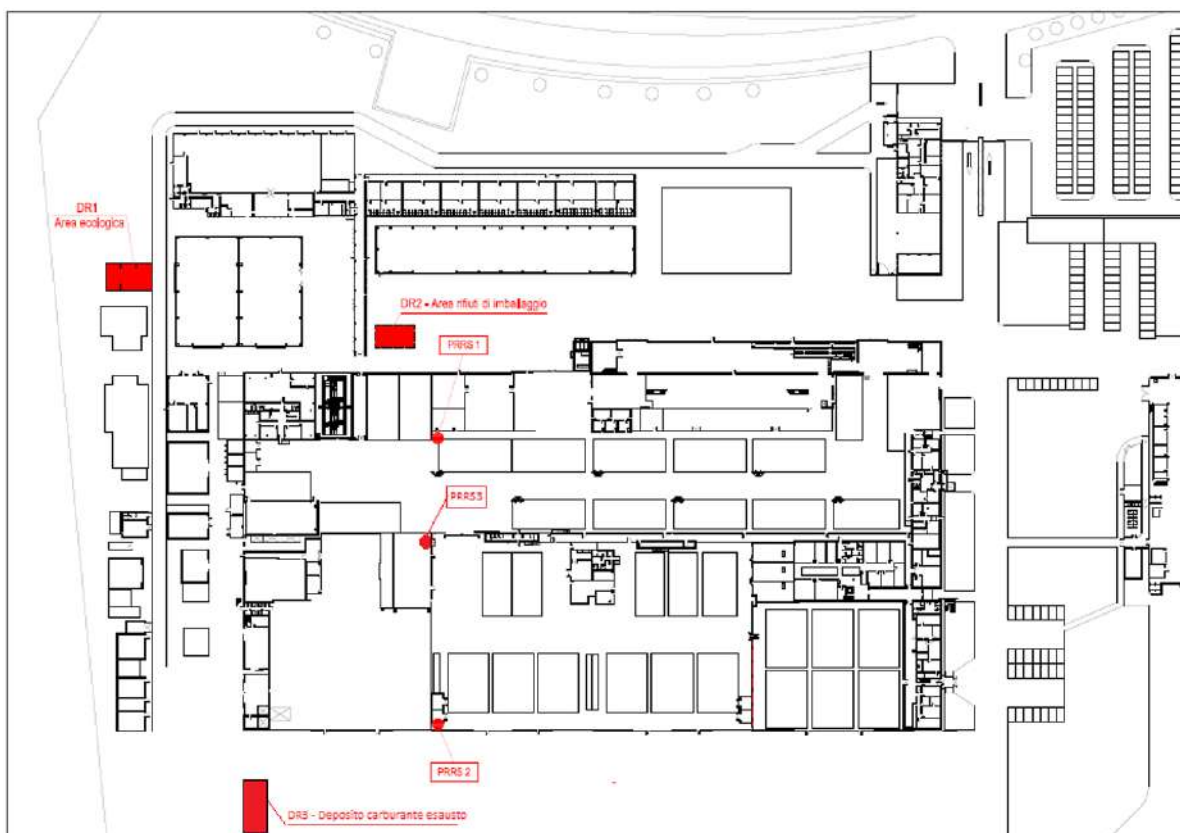 DR1
Area ecologica
DR2 - Area rifiuti di imballaggio
PRRS 1
PRRS3
PRRS 2
DR3 - Deposito carburante esausto